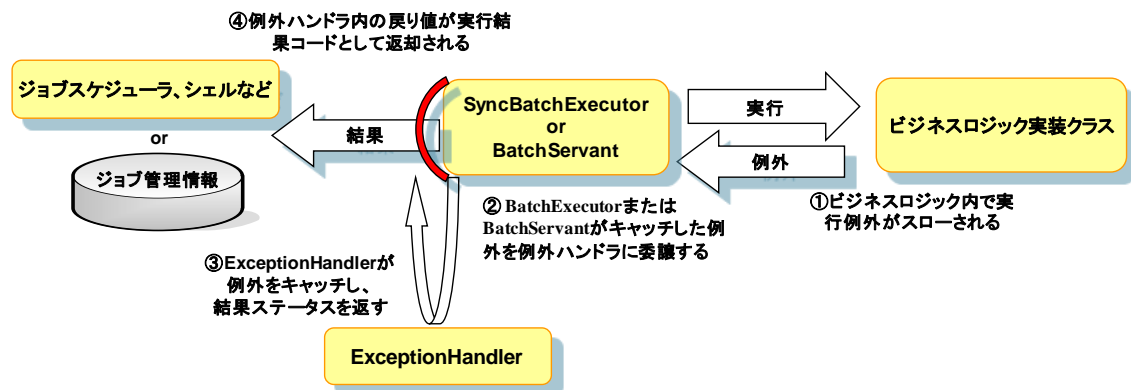 ④例外ハンドラ内の戻り値が実行結
果コードとして返却される
ジョブスケジューラ、シェルなど
or
ジョブ管理情報
結果
SyncBatchExecutor
or
BatchServant
実行
例外
ビジネスロジック実装クラス
①ビジネスロジック内で実
行例外がスローされる
② BatchExecutorまたは
BatchServantがキャッチした例
外を例外ハンドラに委譲する
③ExceptionHandlerが
例外をキャッチし、
結果ステータスを返す
ExceptionHandler